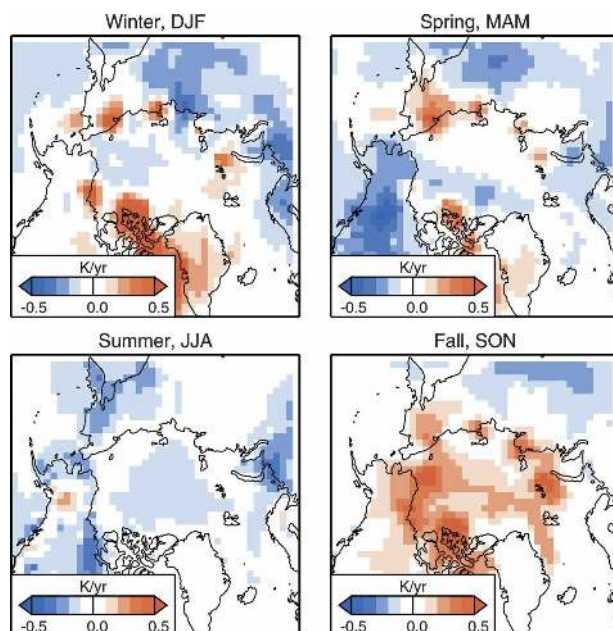 Winter, DJF
Spring, MAM
K/yr
-0.5 0.0 0.5
K/yr
-0.5 0.0 0.5
Summer, JJA
Fall, SON
K/yr
-0.5 0.0 0.5
K/yr
-0.5 0.0 0.5